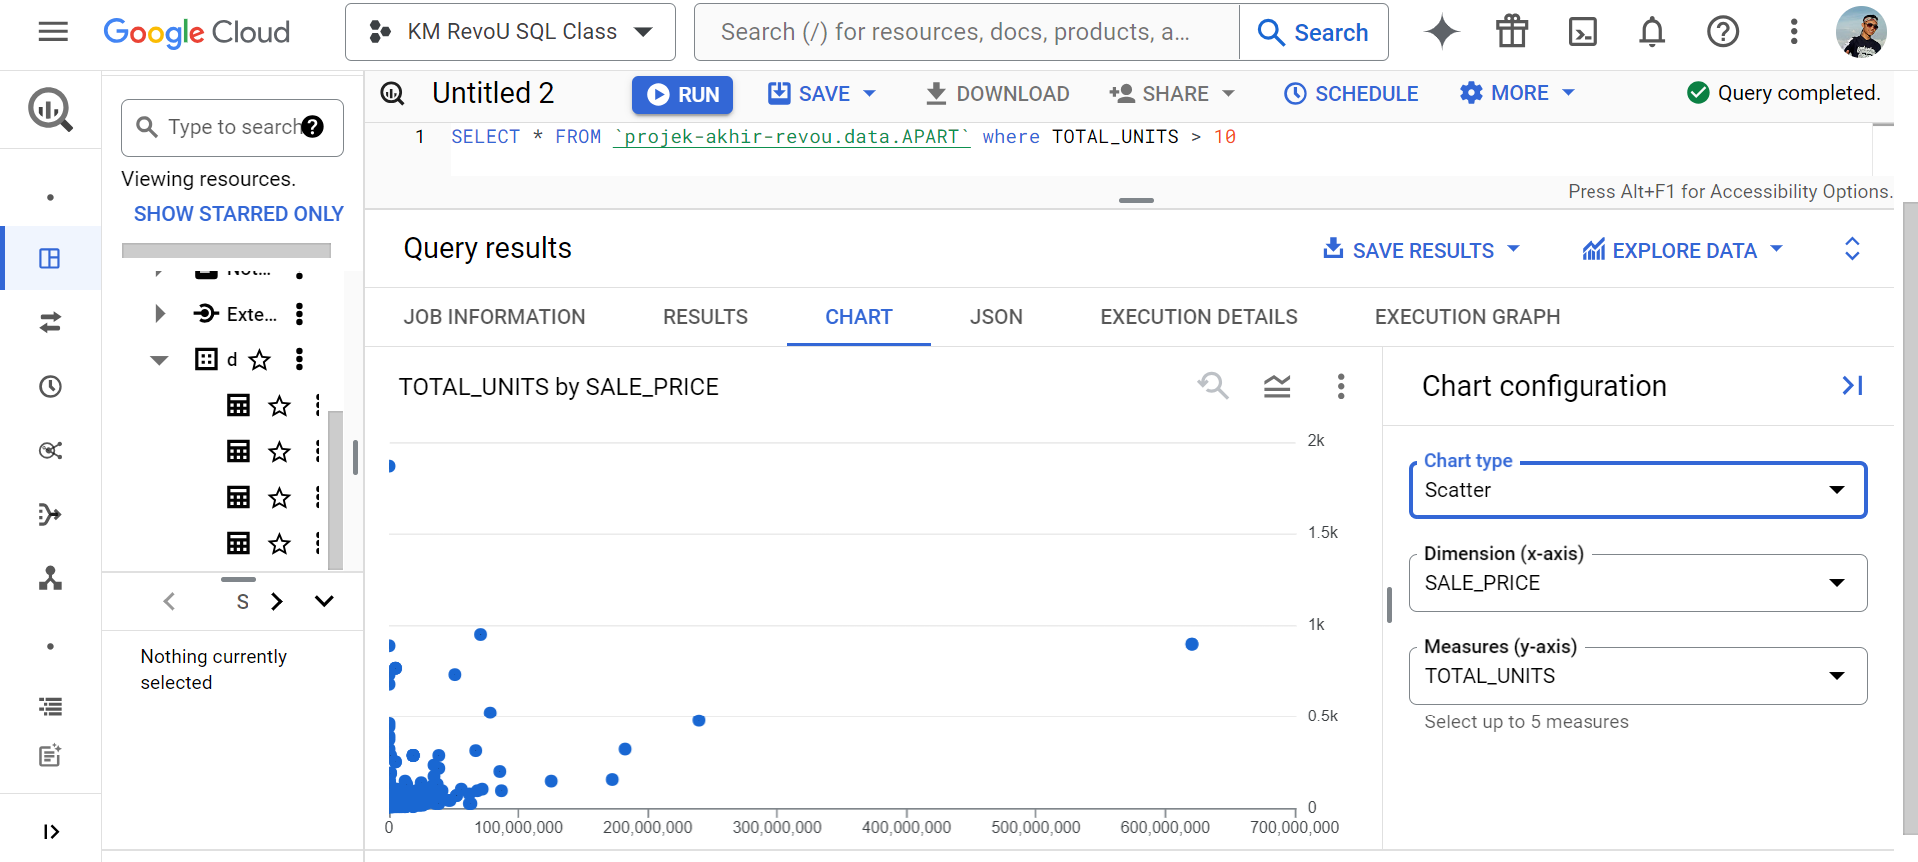 Google Cloud
KM RevoU SQL Class
Search (/) for resources, docs, products, a...
Search
Untitled 2
RUN
SAVE
DOWNLOAD
SHARE
SCHEDULE
MORE
Query completed.
Type to search
Viewing resources.
SHOW STARRED ONLY
1 SELECT * FROM `projek-akhir-revou.data.APART` where TOTAL_UNITS > 10
Press Alt+F1 for Accessibility Options.
Exte...
d
S
Nothing currently
selected
Query results
SAVE RESULTS
EXPLORE DATA
JOB INFORMATION
RESULTS
CHART
JSON
EXECUTION DETAILS
EXECUTION GRAPH
TOTAL_UNITS by SALE_PRICE
2k
1.5k
1k
0.5k
0
0
100,000,000
200,000,000
300,000,000
400,000,000
500,000,000
600,000,000
700,000,000
Chart configuration
Chart type
Scatter
Dimension (x-axis)
SALE_PRICE
Measures (y-axis)
TOTAL_UNITS
Select up to 5 measures